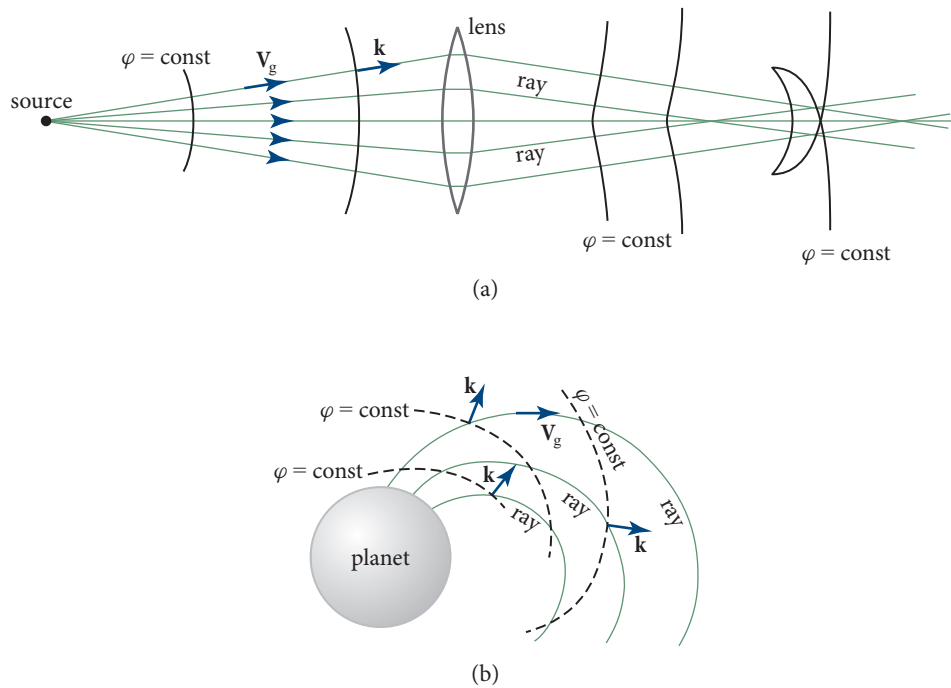 lens
φ = const
V_g
k
source
ray
ray
φ = const
φ = const
(a)
k
φ = const
V_g
φ = const
φ = const
k
ray
ray
ray
k
planet
(b)